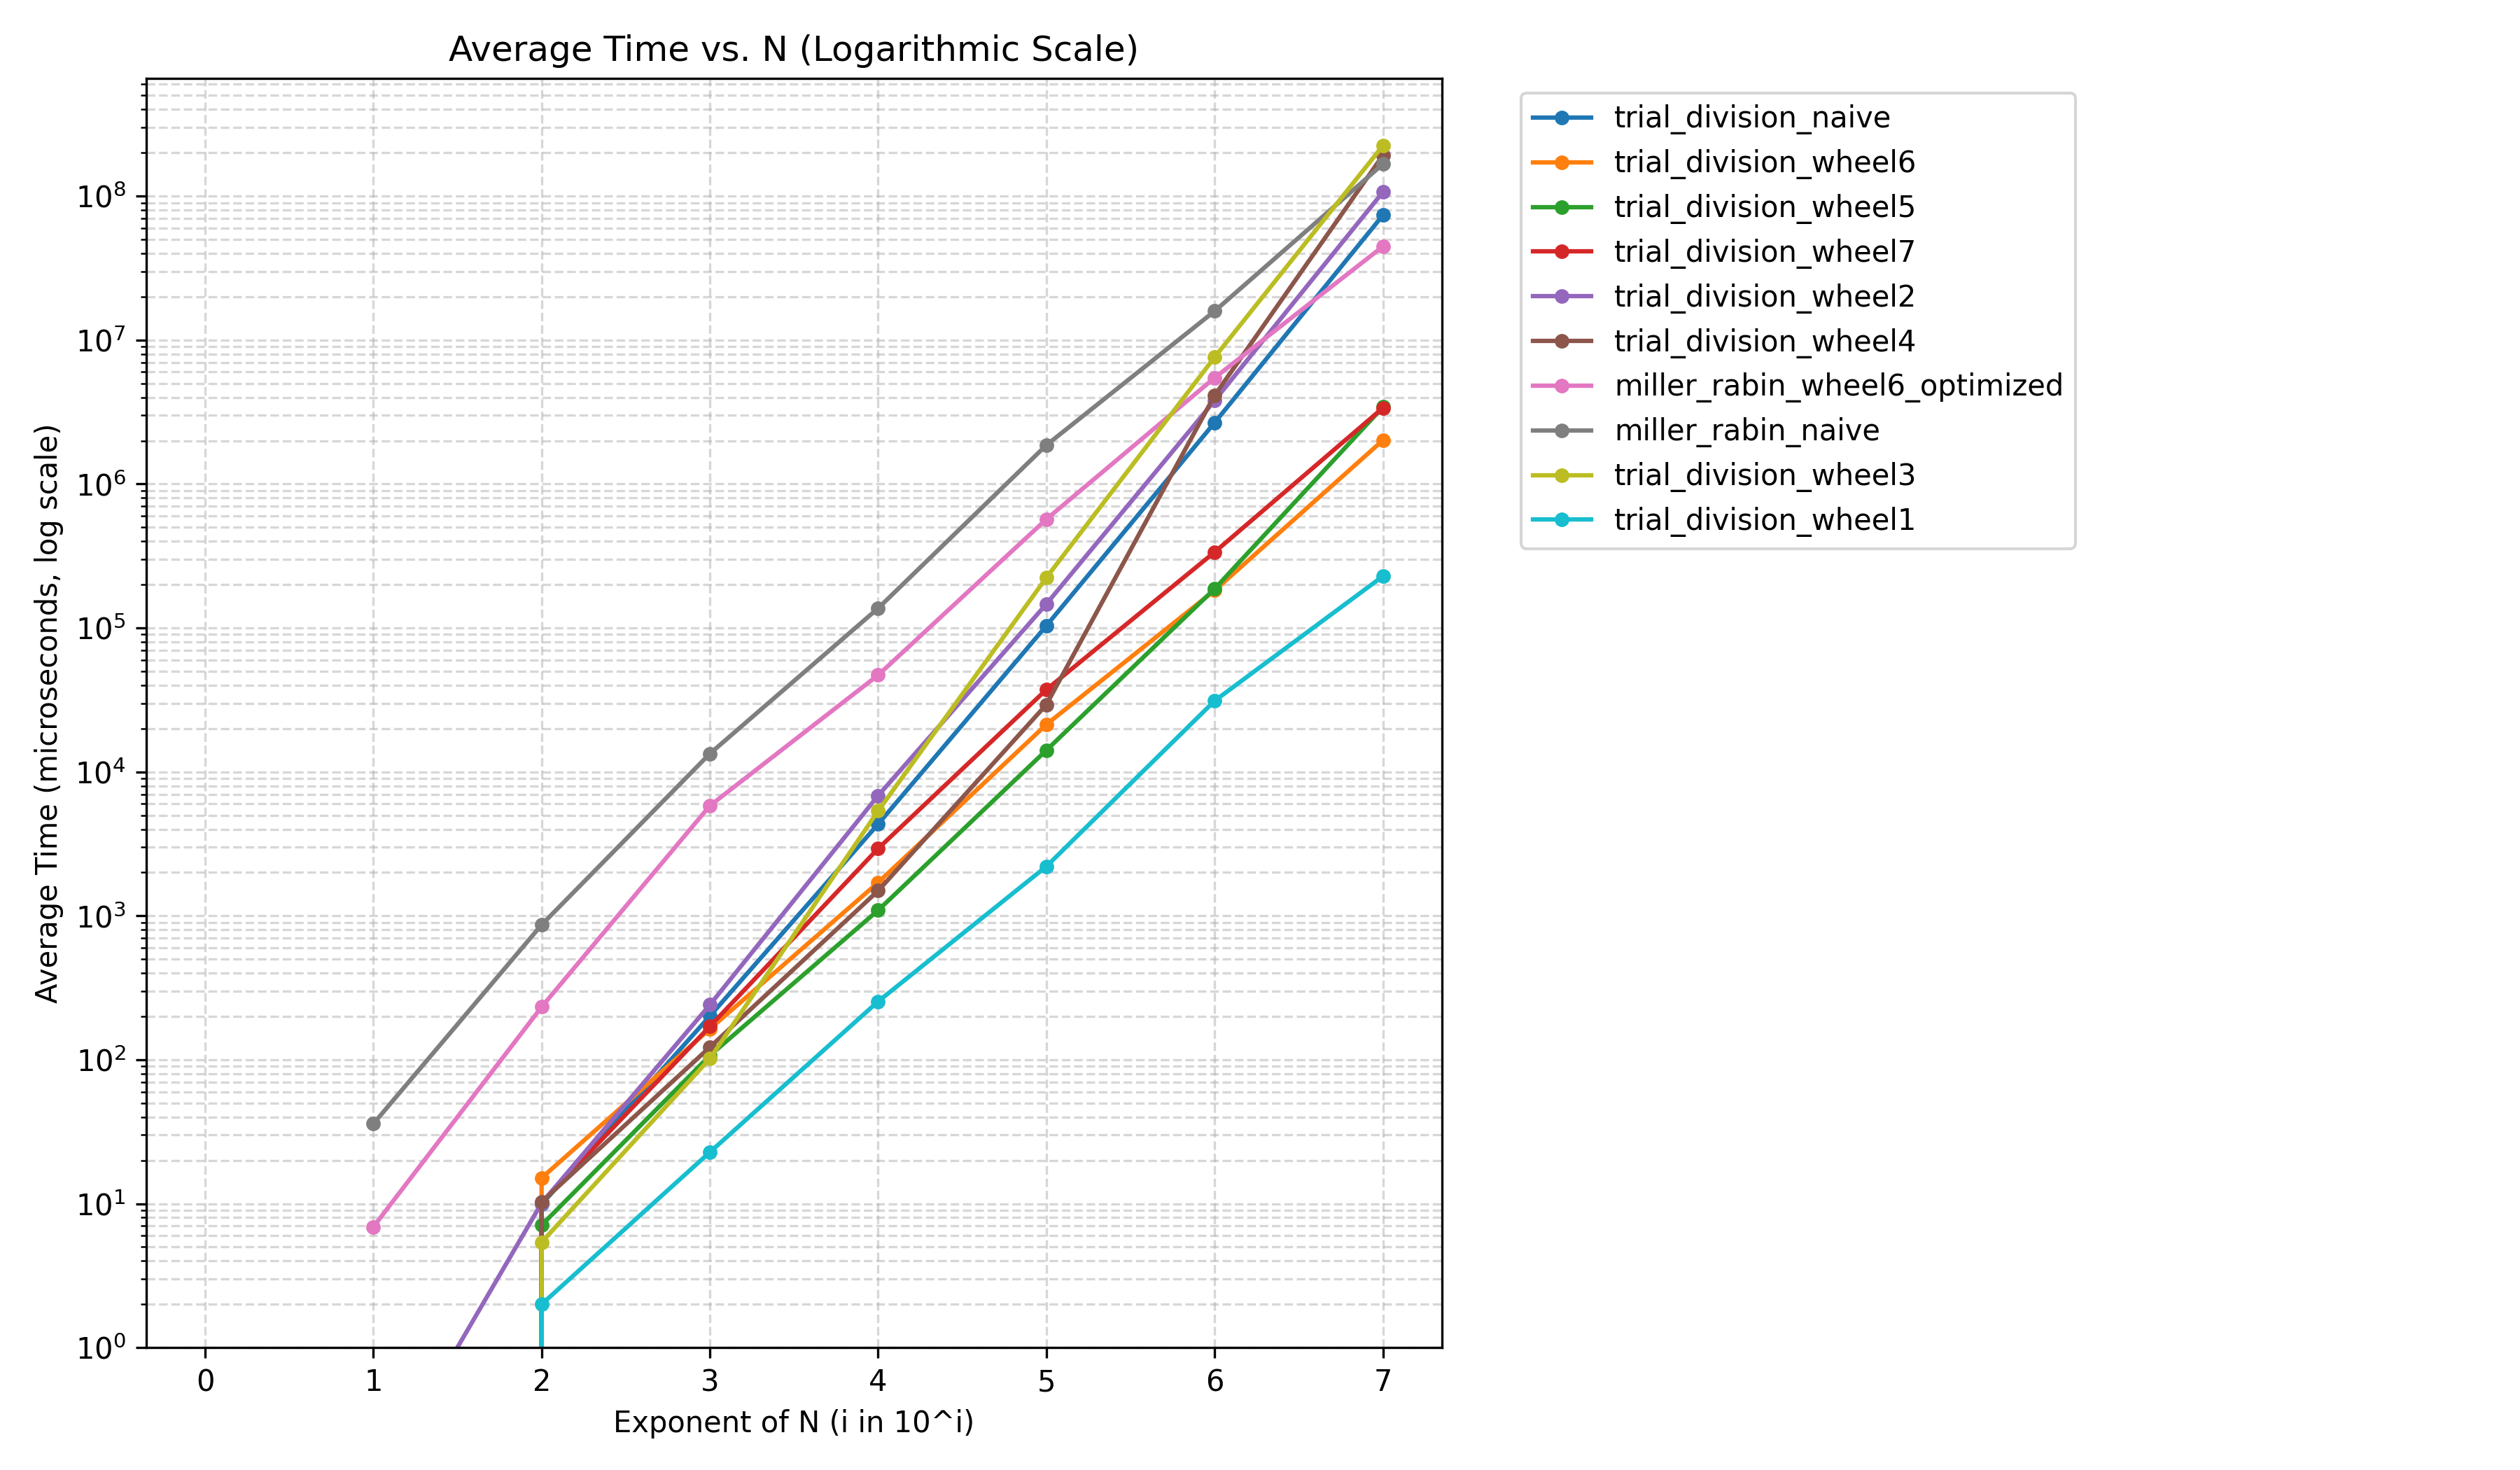 Average Time vs. N (Logarithmic Scale)
Average Time (microseconds, log scale)
10^8
10^7
10^6
10^5
10^4
10^3
10^2
10^1
10^0
0 1 2 3 4 5 6 7
Exponent of N (i in 10^i)
trial_division_naive
trial_division_wheel6
trial_division_wheel5
trial_division_wheel7
trial_division_wheel2
trial_division_wheel4
miller_rabin_wheel6_optimized
miller_rabin_naive
trial_division_wheel3
trial_division_wheel1